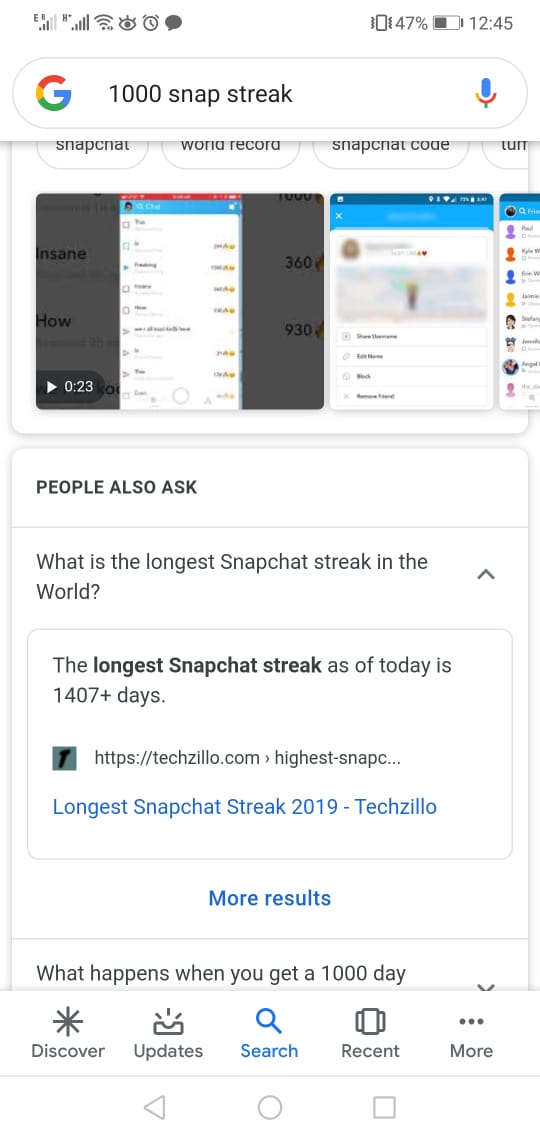 47% 12:45
1000 snap streak
snapchat world record snapchat code
Insane
360
How
930
0:23
Chat
Share Username
Edit Name
Block
Remove Friend
Paul
PEOPLE ALSO ASK
What is the longest Snapchat streak in the
World?
The longest Snapchat streak as of today is
1407+ days.
https://techzillo.com › highest-snapc...
Longest Snapchat Streak 2019 - Techzillo
More results
What happens when you get a 1000 day
Discover Updates Search Recent More